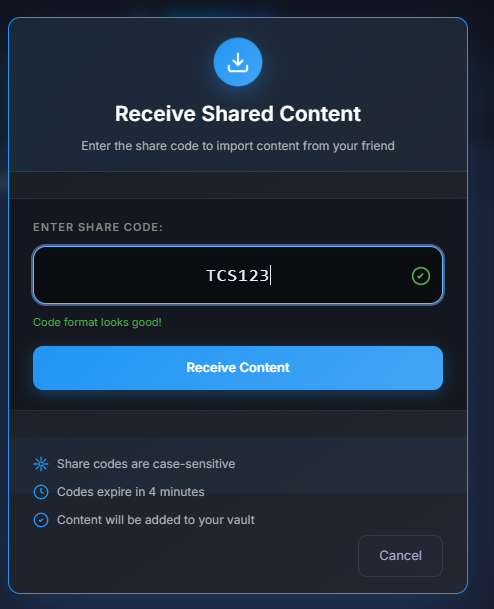 Receive Shared Content
Enter the share code to import content from your friend
ENTER SHARE CODE:
TCS123
Code format looks good!
Receive Content
Share codes are case-sensitive
Codes expire in 4 minutes
Content will be added to your vault
Cancel